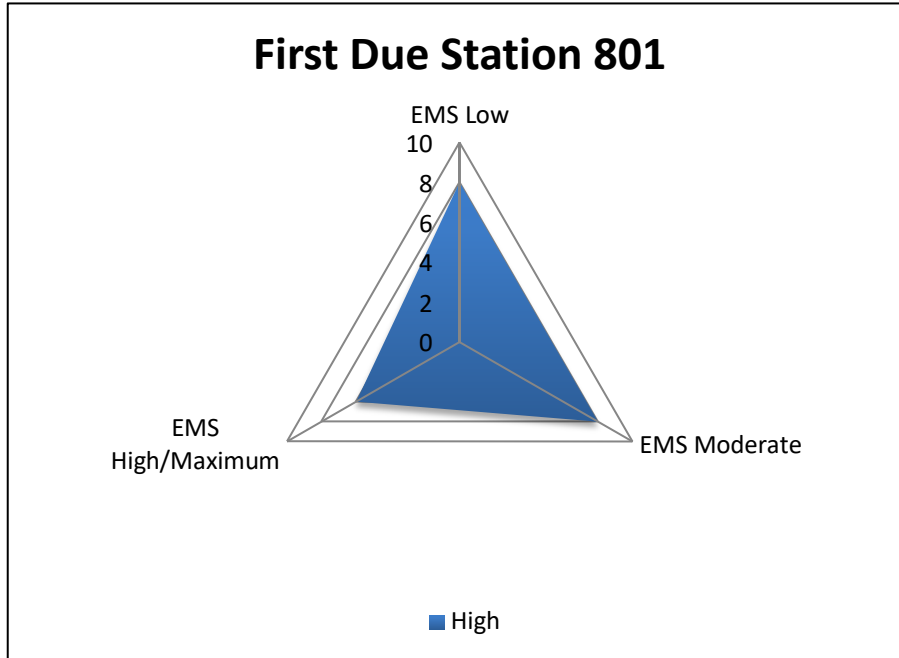 First Due Station 801
EMS Low
10
8
6
4
2
0
EMS
High/Maximum
EMS Moderate
High